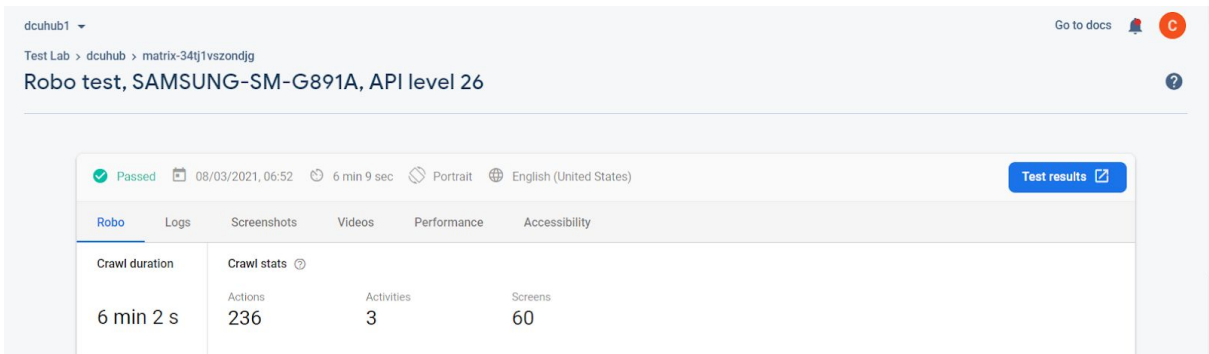 dcuhub1 Go to docs C
Test Lab > dcuhub > matrix-34tj1vszondjg
Robo test, SAMSUNG-SM-G891A, API level 26 ?
Passed 08/03/2021, 06:52 6 min 9 sec Portrait English (United States) Test results
Robo Logs Screenshots Videos Performance Accessibility
Crawl duration Crawl stats ?
Actions Activities Screens
6 min 2 s 236 3 60